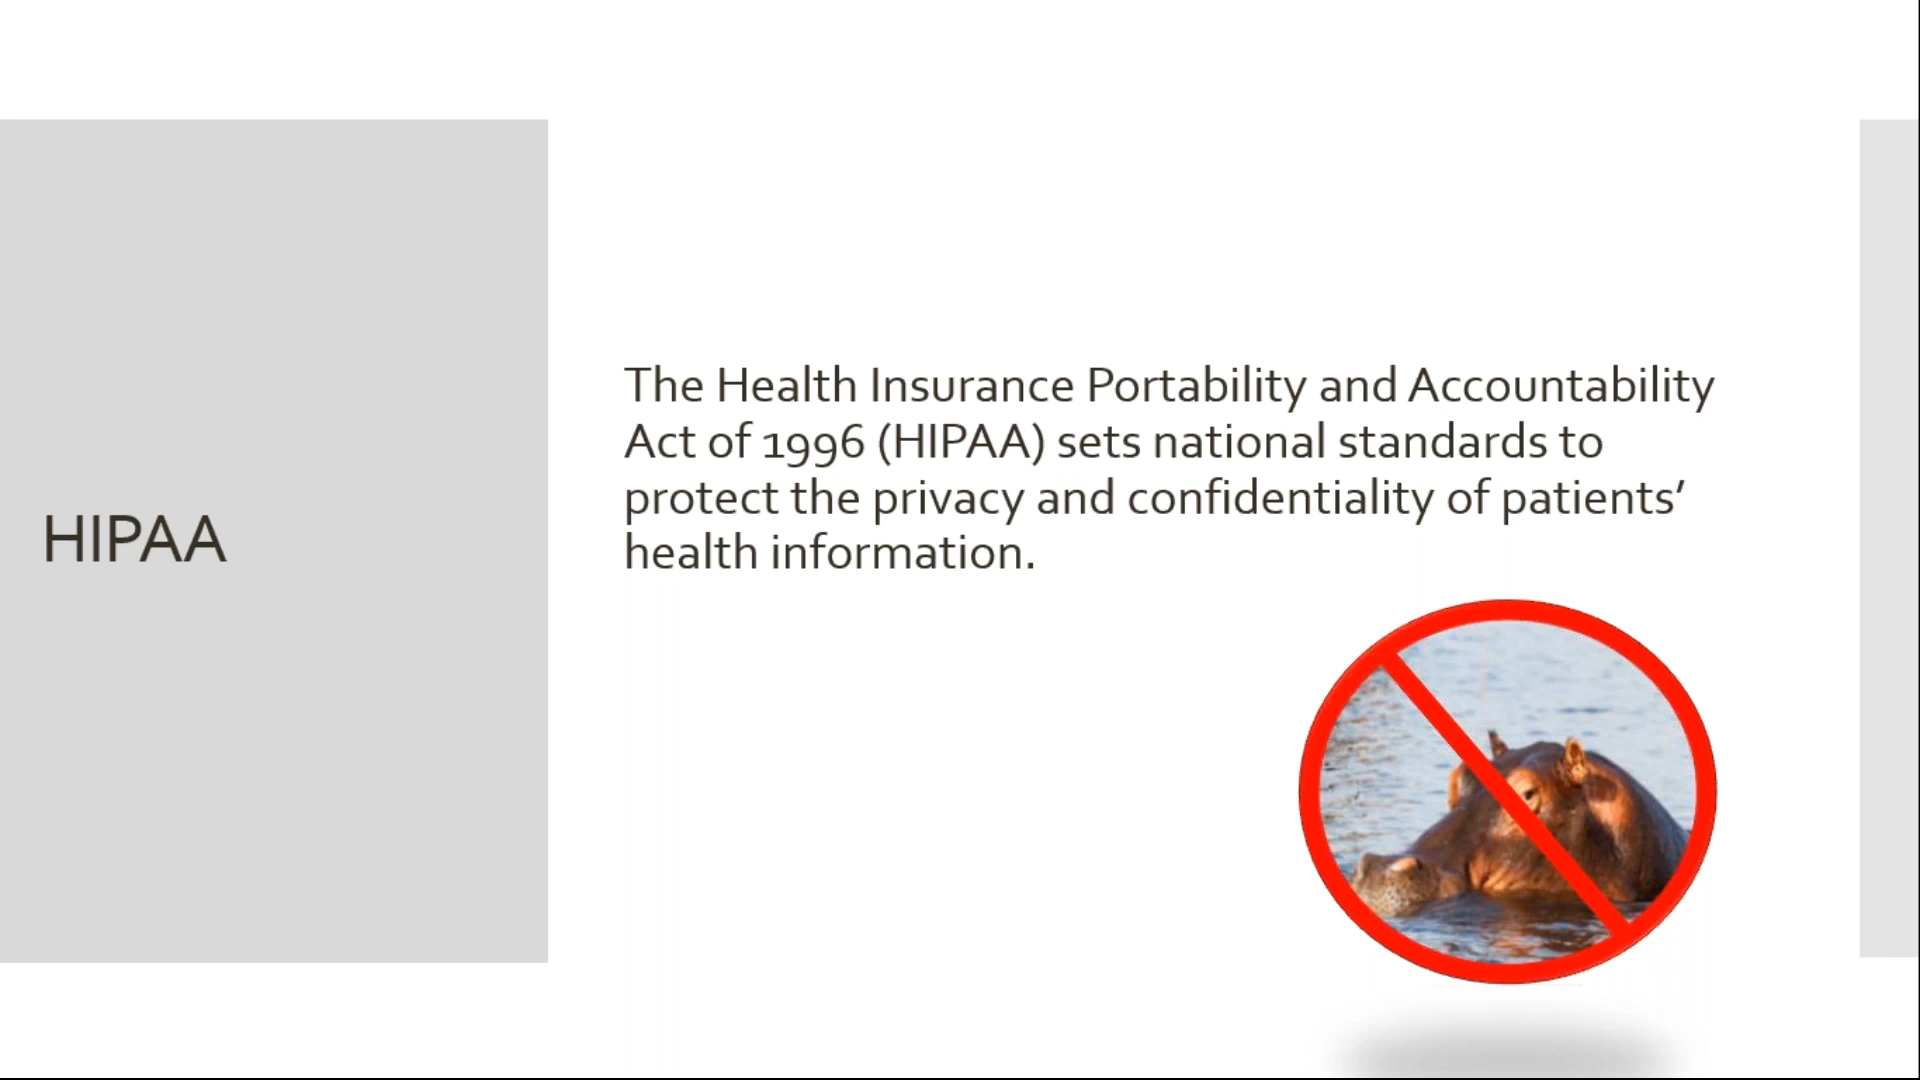 HIPAA
The Health Insurance Portability and Accountability
Act of 1996 (HIPAA) sets national standards to
protect the privacy and confidentiality of patients’
health information.